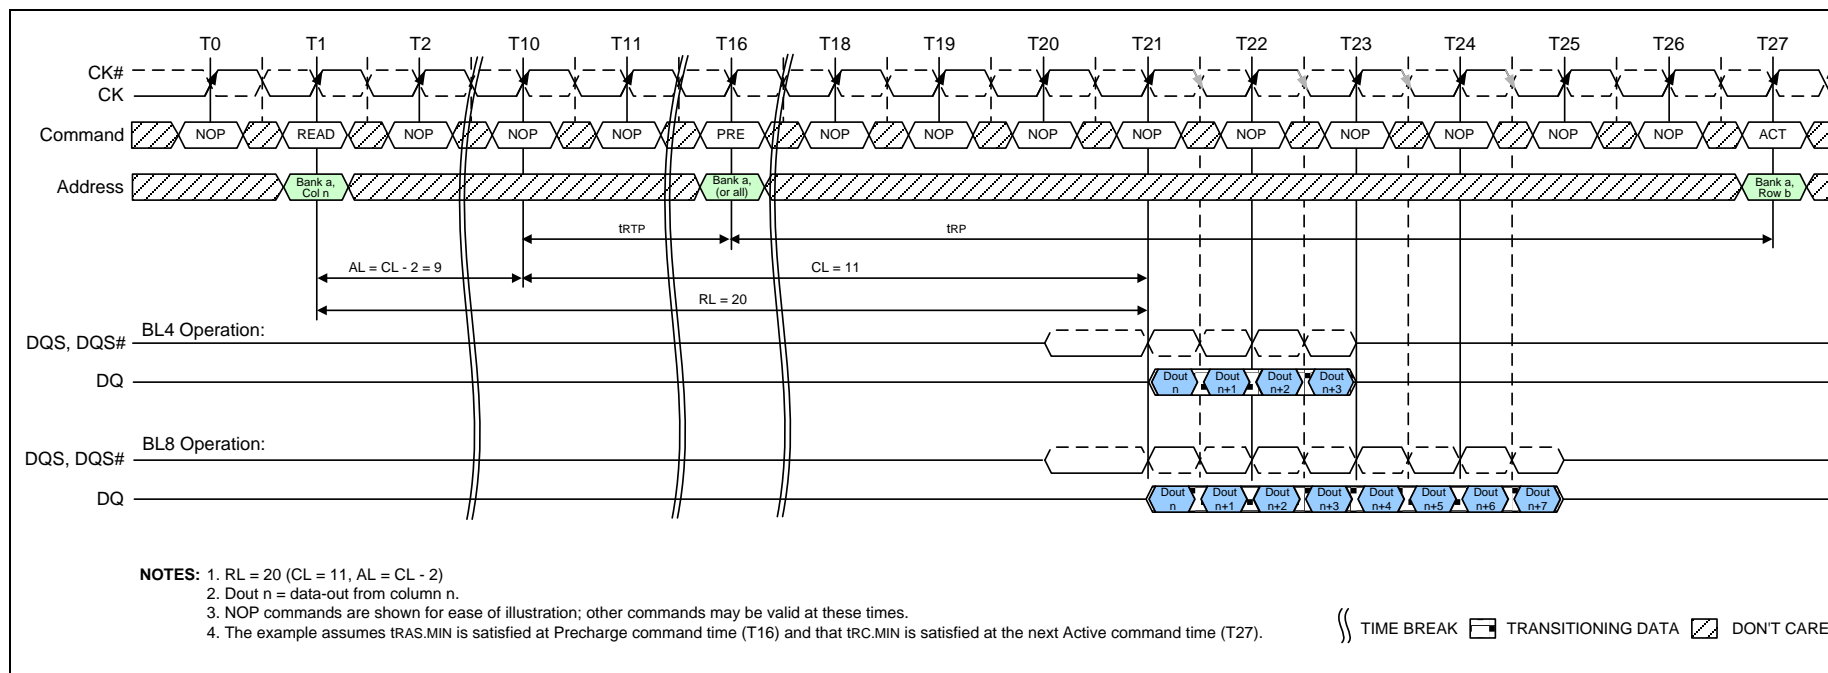 T0 T1 T2 T10 T11 T16 T18 T19 T20 T21 T22 T23 T24 T25 T26 T27
CK#
CK
Command NOP READ NOP NOP NOP PRE NOP NOP NOP NOP NOP NOP NOP NOP NOP ACT
Address Bank a, Col n Bank a, (or all) Bank a, Row b
tRTP tRP
AL = CL - 2 = 9 CL = 11
RL = 20
BL4 Operation:
DQS, DQS#
DQ Dout n Dout n+1 Dout n+2 Dout n+3
BL8 Operation:
DQS, DQS#
DQ Dout n Dout n+1 Dout n+2 Dout n+3 Dout n+4 Dout n+5 Dout n+6 Dout n+7
NOTES: 1. RL = 20 (CL = 11, AL = CL - 2)
2. Dout n = data-out from column n.
3. NOP commands are shown for ease of illustration; other commands may be valid at these times.
4. The example assumes tRAS.MIN is satisfied at Precharge command time (T16) and that tRC.MIN is satisfied at the next Active command time (T27).
TIME BREAK TRANSITIONING DATA DON'T CARE